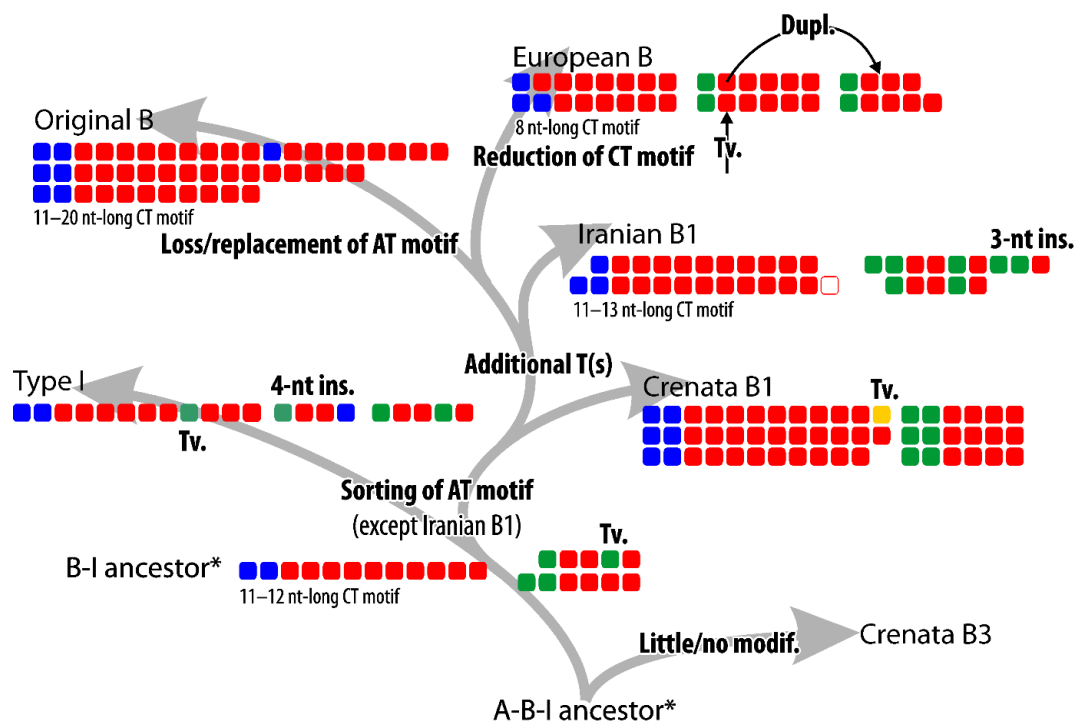 Dupl.
European B
8 nt-long CT motif
Tv.
Reduction of CT motif
Original B
11–20 nt-long CT motif
Loss/replacement of AT motif
Iranian B1
3-nt ins.
11–13 nt-long CT motif
Additional T(s)
Type I
4-nt ins.
Tv.
Crenata B1
Tv.
Sorting of AT motif
(except Iranian B1)
Tv.
B-I ancestor*
11–12 nt-long CT motif
Little/no modif.
Crenata B3
A-B-I ancestor*